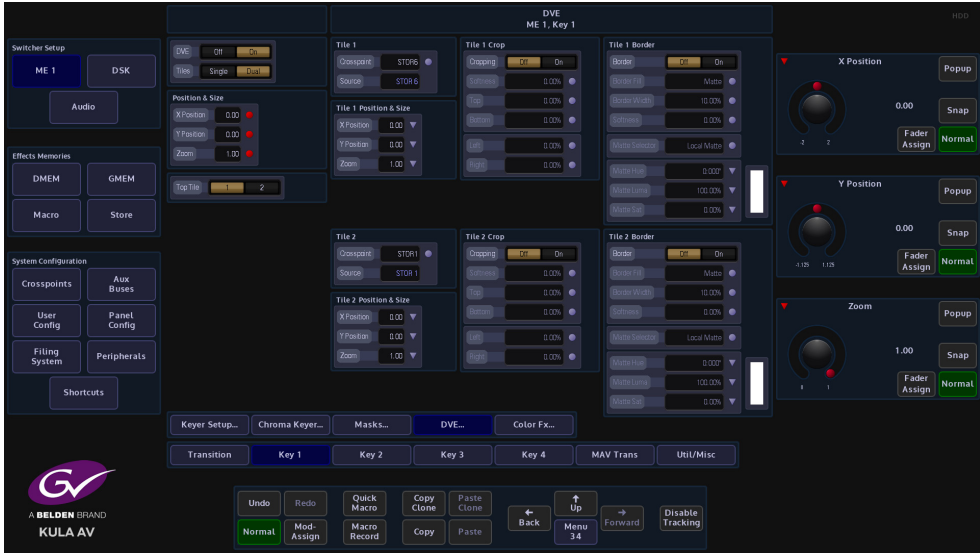 DVE
ME 1, Key 1
HDD
Switcher Setup
ME 1
DSK
Audio
Effects Memories
DMEM
GMEM
Macro
Store
System Configuration
Crosspoints
Aux
Buses
User
Config
Panel
Config
Filing
System
Peripherals
Shortcuts
DVE Off On
Tiles Single Dual
Position & Size
X Position 0.00
Y Position 0.00
Zoom 1.00
Top Tile 1 2
Tile 1
Crosspoint STOR6
Source STOR 6
Tile 1 Position & Size
X Position 0.00
Y Position 0.00
Zoom 1.00
Tile 1 Crop
Cropping Off On
Softness 0.00%
Top 0.00%
Bottom 0.00%
Left 0.00%
Right 0.00%
Tile 1 Border
Border Off On
Border Fill Matte
Border Width 10.00%
Softness 0.00%
Matte Selector Local Matte
Matte Hue 0.000°
Matte Luma 100.00%
Matte Sat 0.00%
Tile 2
Crosspoint STOR1
Source STOR 1
Tile 2 Position & Size
X Position 0.00
Y Position 0.00
Zoom 1.00
Tile 2 Crop
Cropping Off On
Softness 0.00%
Top 0.00%
Bottom 0.00%
Left 0.00%
Right 0.00%
Tile 2 Border
Border Off On
Border Fill Matte
Border Width 10.00%
Softness 0.00%
Matte Selector Local Matte
Matte Hue 0.000°
Matte Luma 100.00%
Matte Sat 0.00%
X Position
Popup
0.00
Snap
-2 2
Fader
Assign
Normal
Y Position
Popup
0.00
Snap
-1.125 1.125
Fader
Assign
Normal
Zoom
Popup
1.00
Snap
0 1
Fader
Assign
Normal
Keyer Setup... Chroma Keyer... Masks... DVE... Color Fx...
Transition Key 1 Key 2 Key 3 Key 4 MAV Trans Util/Misc
GV
A BELDEN BRAND
KULA AV
Undo
Redo
Quick
Macro
Copy
Clone
Paste
Clone
Up
Normal
Mod-
Assign
Macro
Record
Copy
Paste
Back
Menu
34
Forward
Disable
Tracking